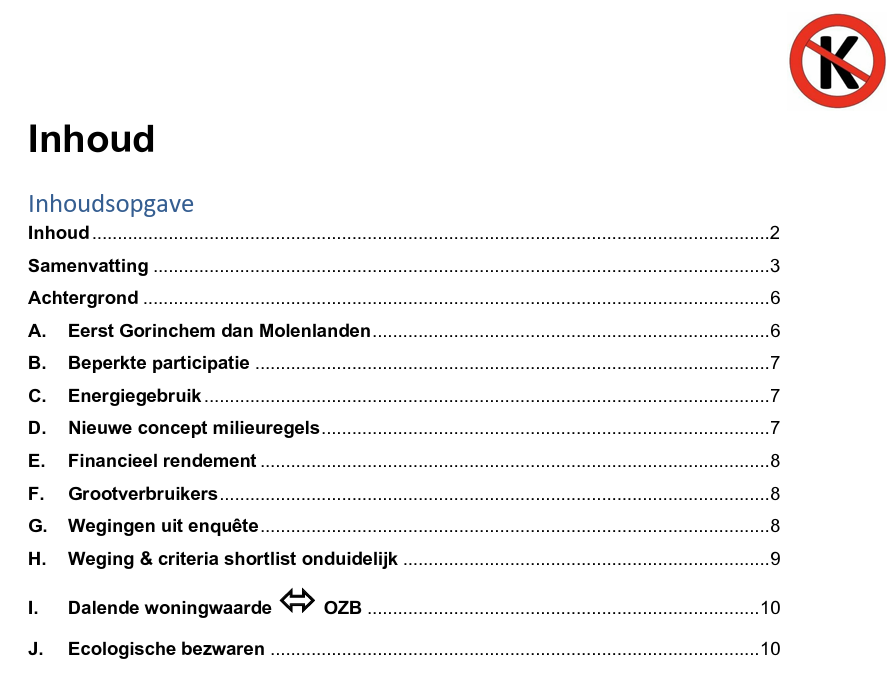 K
Inhoud
Inhoudsopgave
Inhoud ........................................................................ 2
Samenvatting ........................................................................ 3
Achtergrond ........................................................................ 6
A. Eerst Gorinchem dan Molenlanden ........................................................................ 6
B. Beperkte participatie ........................................................................ 7
C. Energiegebruik ........................................................................ 7
D. Nieuwe concept milieuregels ........................................................................ 7
E. Financieel rendement ........................................................................ 8
F. Grootverbruikers ........................................................................ 8
G. Wegingen uit enquête ........................................................................ 8
H. Weging & criteria shortlist onduidelijk ........................................................................ 9
I. Dalende woningwaarde ⬄ OZB ........................................................................ 10
J. Ecologische bezwaren ........................................................................ 10